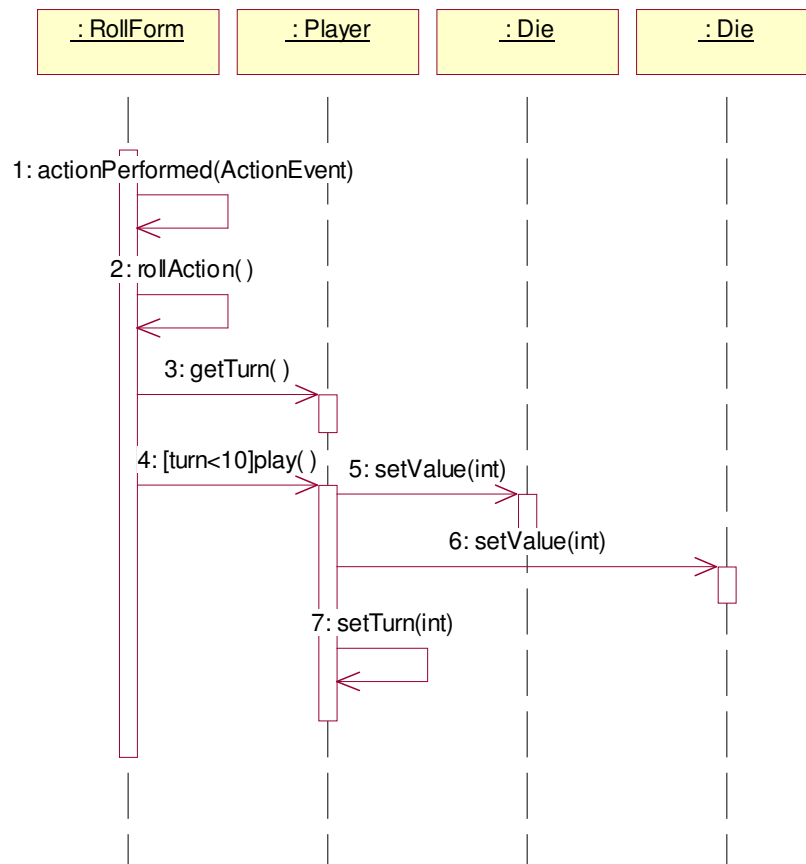 : RollForm
: Player
: Die
: Die
1: actionPerformed(ActionEvent)
2: rollAction( )
3: getTurn( )
4: [turn<10]play( )
5: setValue(int)
6: setValue(int)
7: setTurn(int)